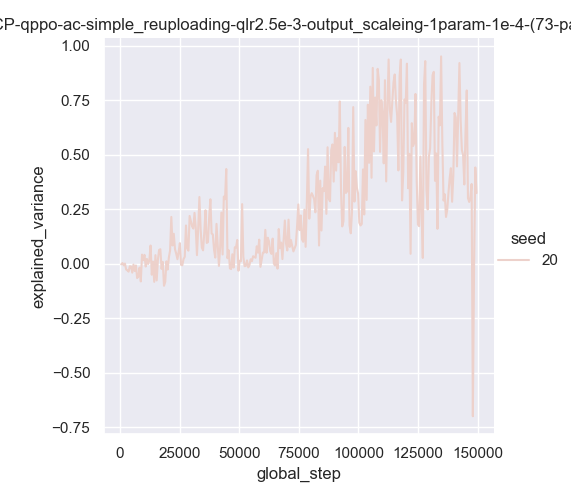 CP-qppo-ac-simple_reuploading-qlr2.5e-3-output_scaleing-1param-1e-4-(73-pa
1.00
0.75
0.50
0.25
0.00
−0.25
−0.50
−0.75
explained_variance
0 25000 50000 75000 100000 125000 150000
global_step
seed
20